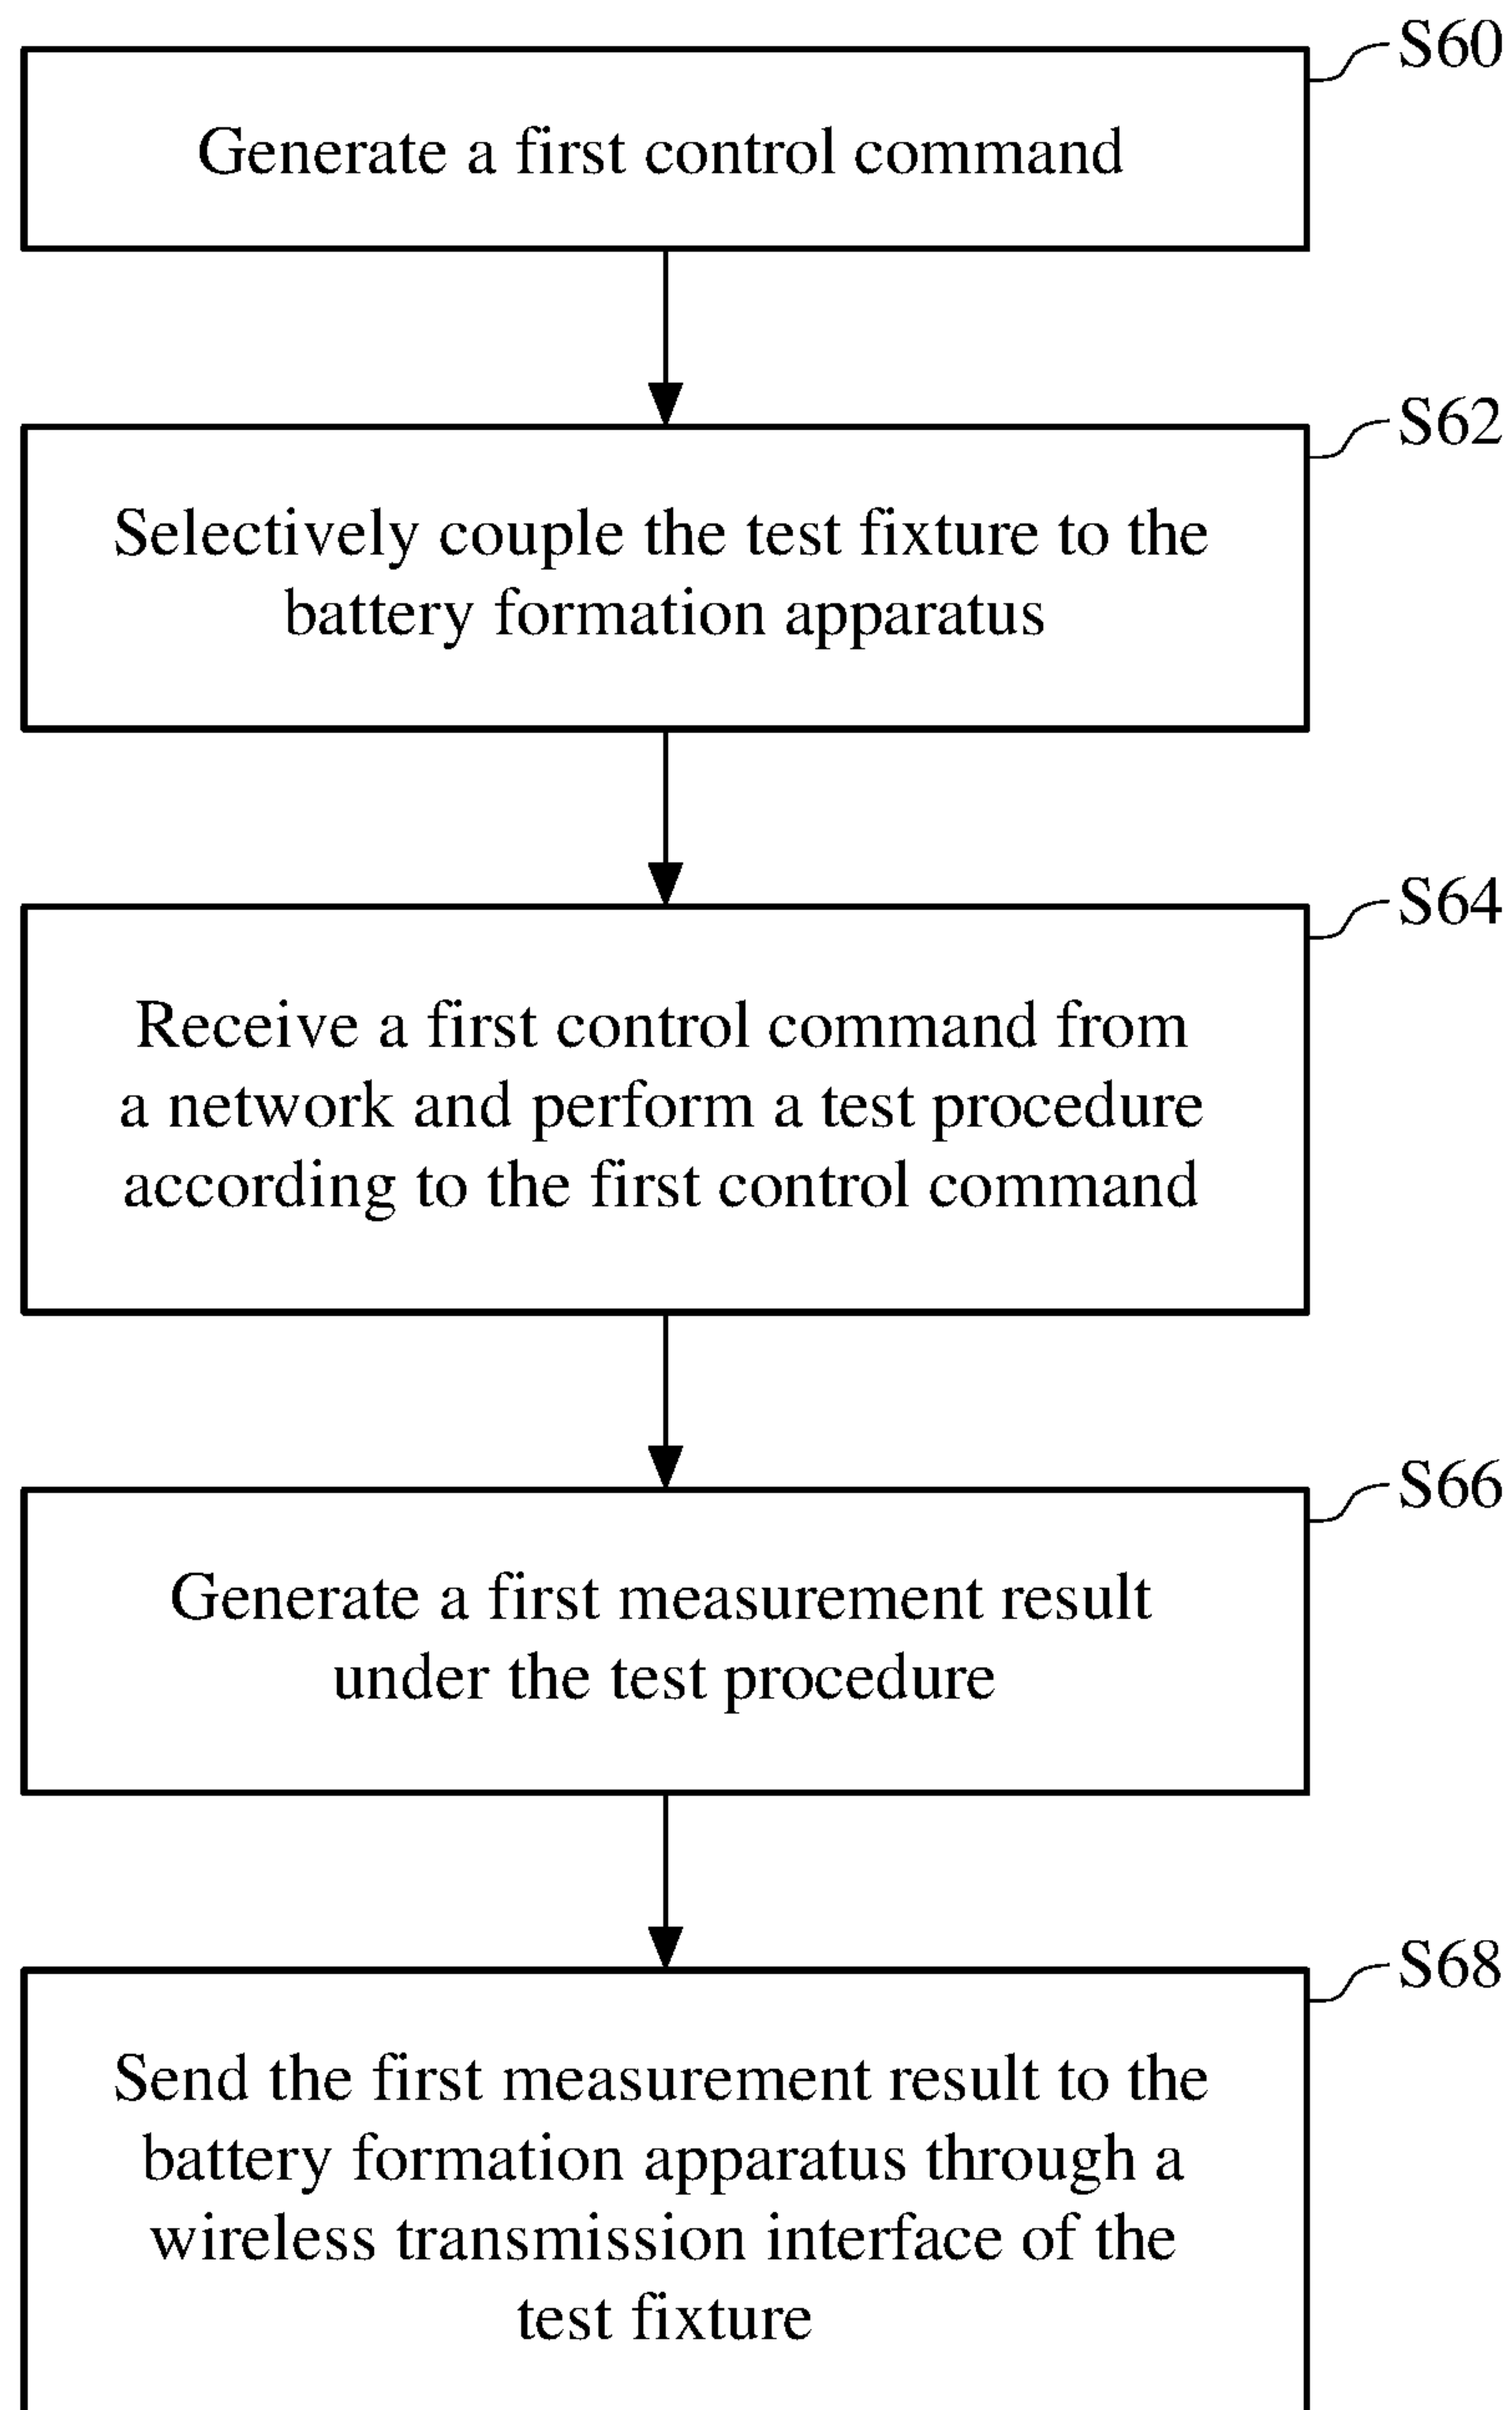 S60
Generate a first control command
S62
Selectively couple the test fixture to the
battery formation apparatus
S64
Receive a first control command from
a network and perform a test procedure
according to the first control command
S66
Generate a first measurement result
under the test procedure
S68
Send the first measurement result to the
battery formation apparatus through a
wireless transmission interface of the
test fixture